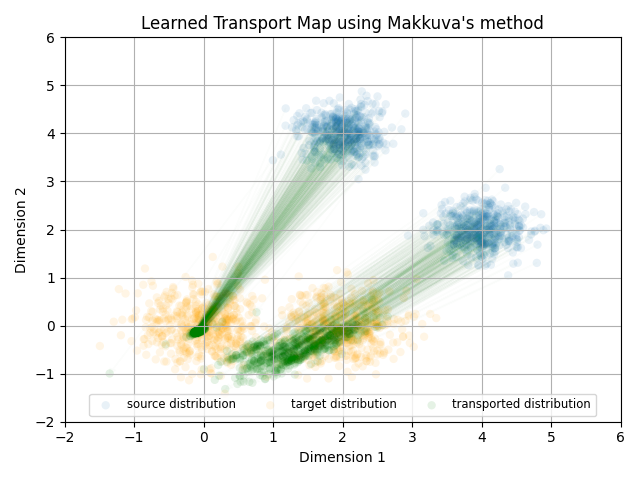 Learned Transport Map using Makkuva's method
6
5
4
3
2
1
0
−1
−2
Dimension 2
source distribution target distribution transported distribution
−2 −1 0 1 2 3 4 5 6
Dimension 1